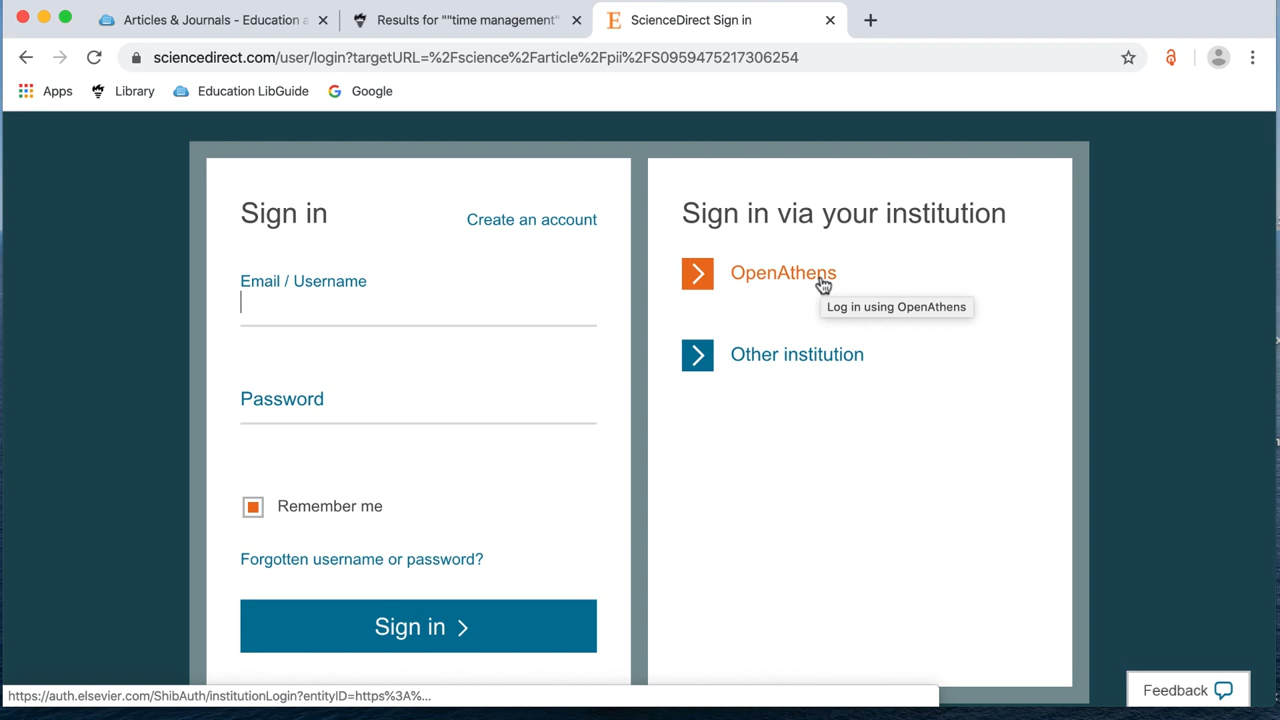 Articles & Journals - Education a
Results for ""time management"
E ScienceDirect Sign in
sciencedirect.com/user/login?targetURL=%2Fscience%2Farticle%2Fpii%2FS0959475217306254
Apps Library Education LibGuide Google
Sign in
Create an account
Email / Username
Password
Remember me
Forgotten username or password?
Sign in
Sign in via your institution
OpenAthens
Log in using OpenAthens
Other institution
https://auth.elsevier.com/ShibAuth/institutionLogin?entityID=https%3A%...
Feedback